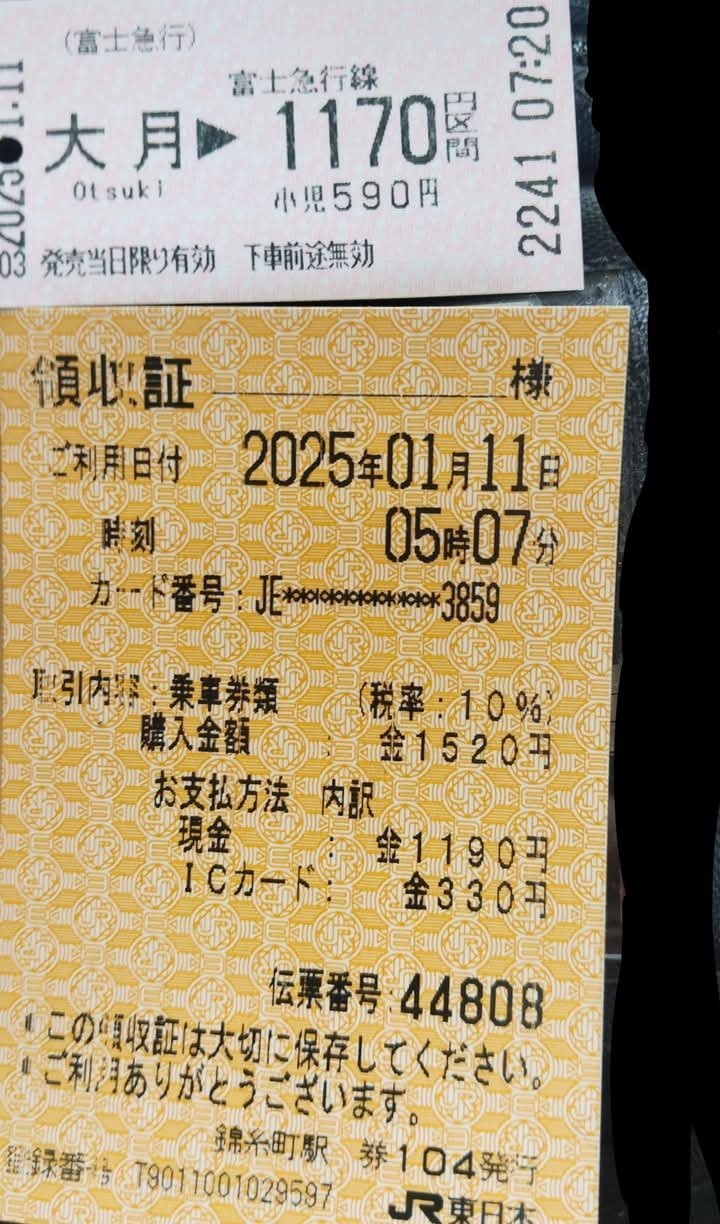 (富士急行)
富士急行線
大月▶1170円区間
Otsuki
小児590円
発売当日限り有効 下車前途無効
2241 07:20
03
領収証 様
ご利用日付 2025年01月11日
時刻 05時07分
カード番号:JE*************3859
取引内容:乗車券類 (税率:10%)
購入金額 : 金1520円
お支払方法 内訳
現金 : 金1190円
ICカード: 金330円
伝票番号:44808
この領収証は大切に保存してください。
ご利用ありがとうございます。
錦糸町駅 券104発行
登録番号 T9011001029597
JR東日本